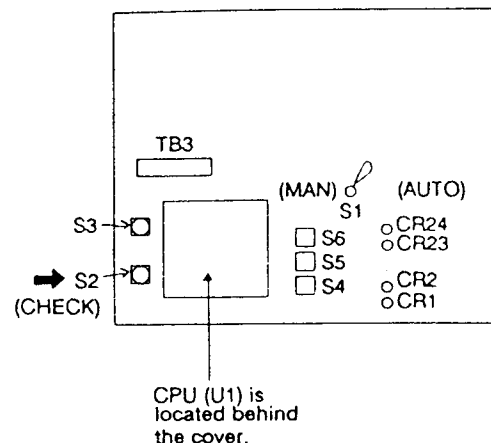 TB3
(MAN)
(AUTO)
S1
S3
S6
CR24
CR23
S5
S2
S4
CR2
CR1
(CHECK)
CPU (U1) is
located behind
the cover.